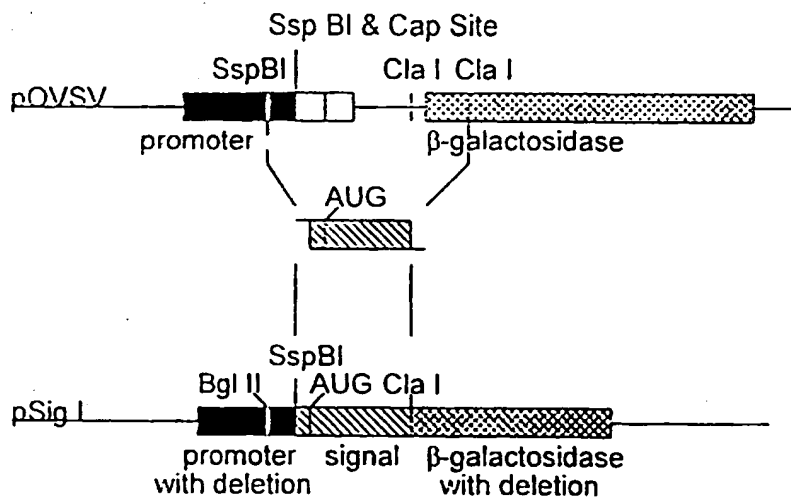 Ssp BI & Cap Site
SspBI
Cla I Cla I
pOVSV
promoter
β-galactosidase
AUG
SspBI
Bgl II
AUG Cla I
pSig I
promoter with deletion
signal
β-galactosidase with deletion